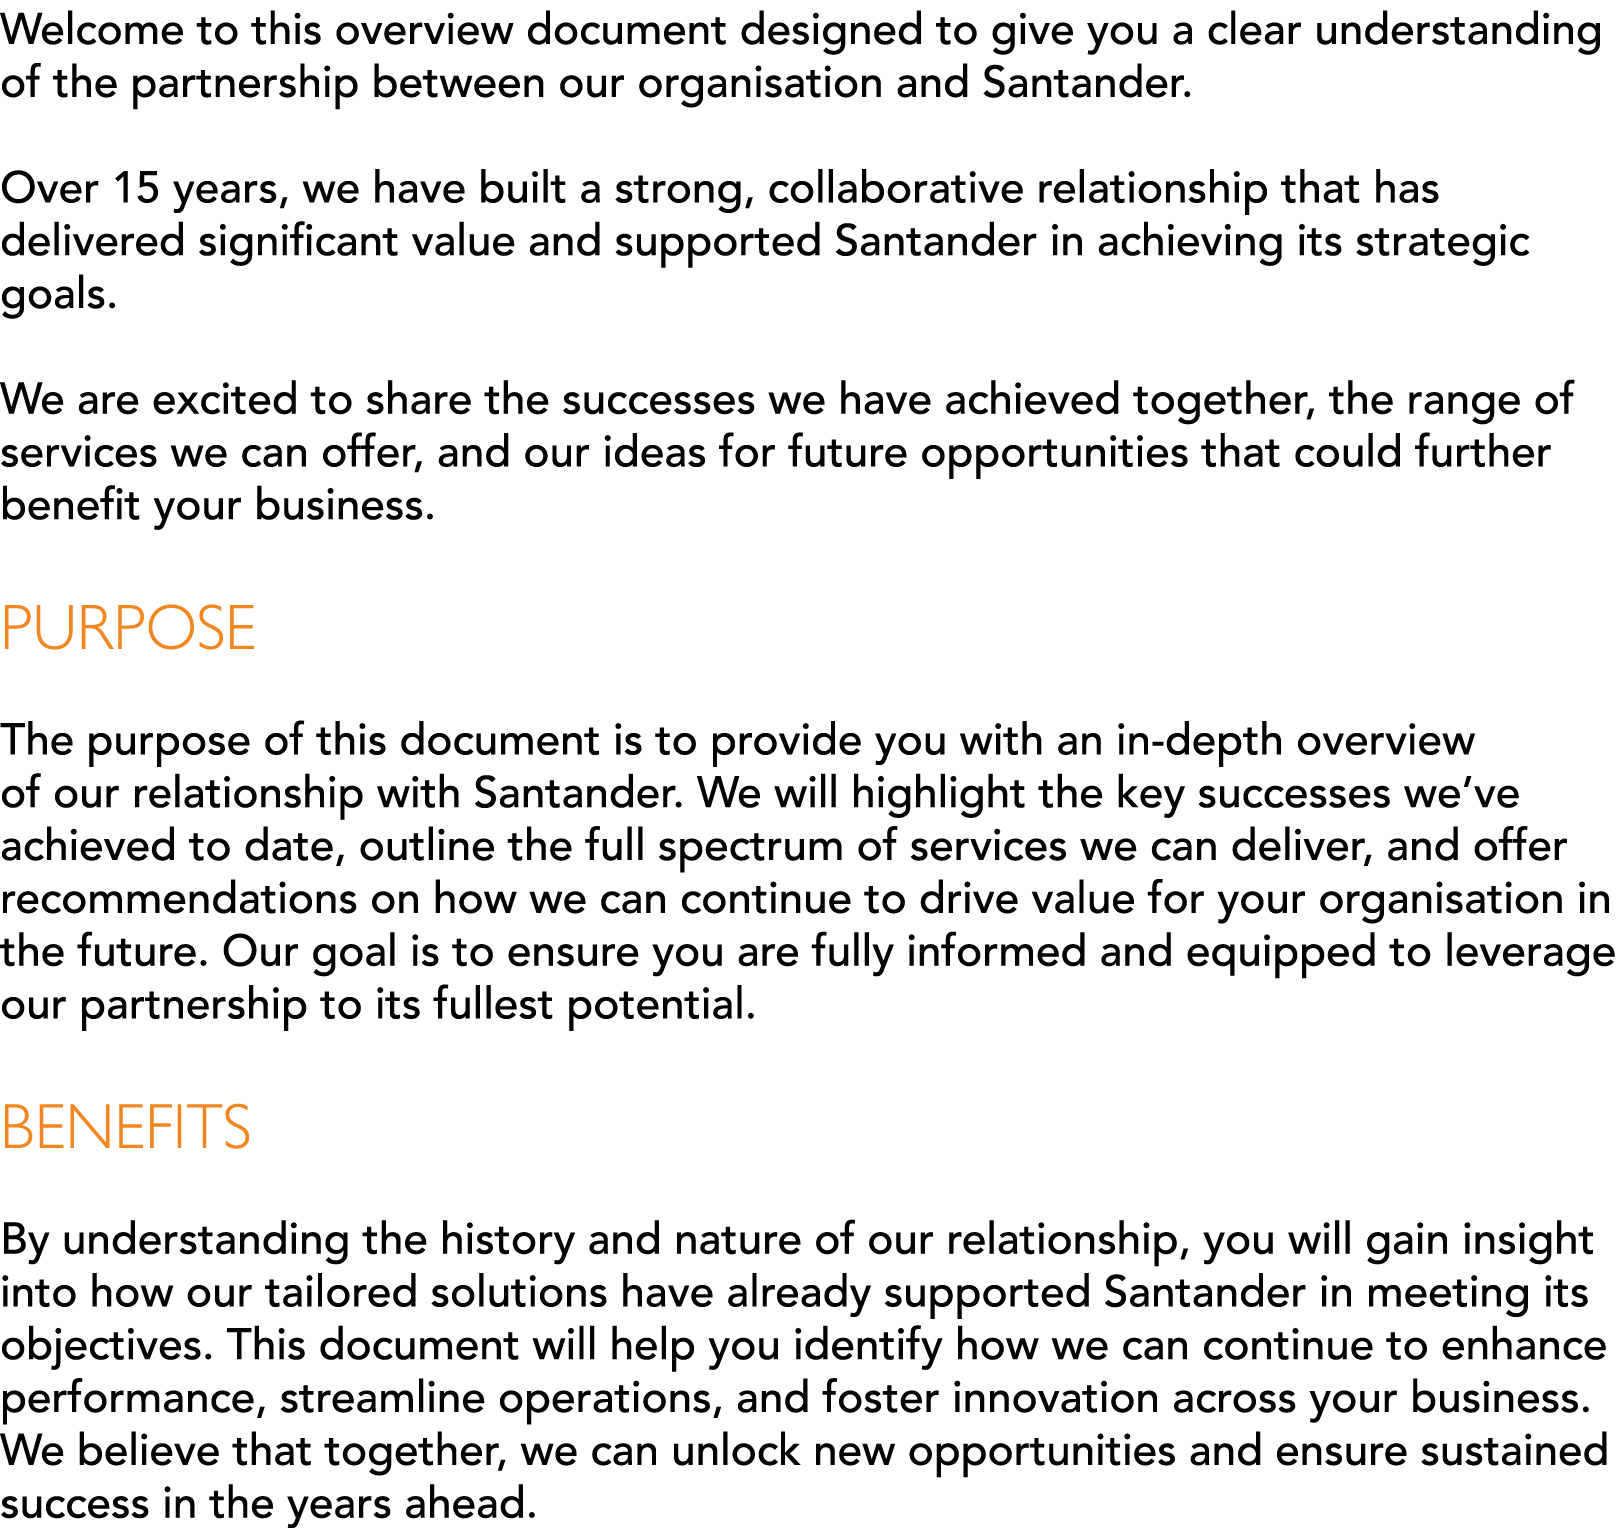 Welcome to this overview document designed to give you a clear understanding
of the partnership between our organisation and Santander.
Over 15 years, we have built a strong, collaborative relationship that has
delivered significant value and supported Santander in achieving its strategic
goals.
We are excited to share the successes we have achieved together, the range of
services we can offer, and our ideas for future opportunities that could further
benefit your business.
PURPOSE
The purpose of this document is to provide you with an in-depth overview
of our relationship with Santander. We will highlight the key successes we’ve
achieved to date, outline the full spectrum of services we can deliver, and offer
recommendations on how we can continue to drive value for your organisation in
the future. Our goal is to ensure you are fully informed and equipped to leverage
our partnership to its fullest potential.
BENEFITS
By understanding the history and nature of our relationship, you will gain insight
into how our tailored solutions have already supported Santander in meeting its
objectives. This document will help you identify how we can continue to enhance
performance, streamline operations, and foster innovation across your business.
We believe that together, we can unlock new opportunities and ensure sustained
success in the years ahead.